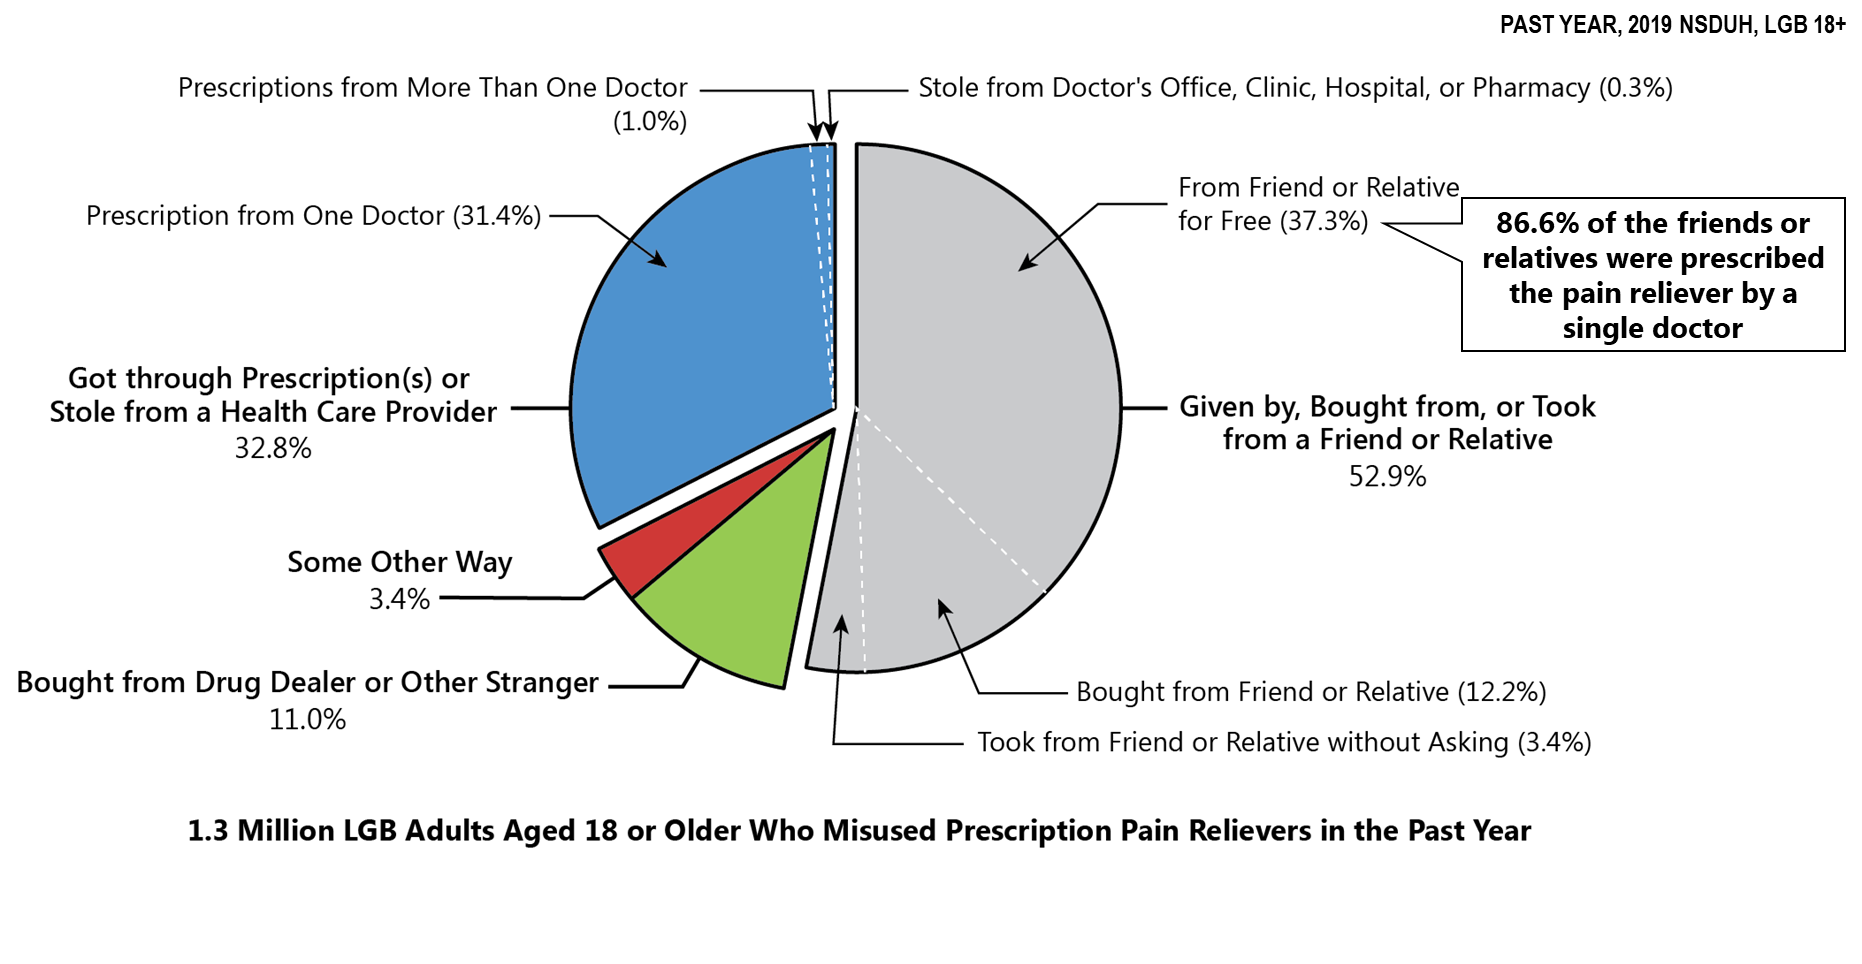 PAST YEAR, 2019 NSDUH, LGB 18+
Prescriptions from More Than One Doctor
(1.0%)
Stole from Doctor's Office, Clinic, Hospital, or Pharmacy (0.3%)
Prescription from One Doctor (31.4%)
From Friend or Relative
for Free (37.3%)
86.6% of the friends or
relatives were prescribed
the pain reliever by a
single doctor
Got through Prescription(s) or
Stole from a Health Care Provider
32.8%
Given by, Bought from, or Took
from a Friend or Relative
52.9%
Some Other Way
3.4%
Bought from Drug Dealer or Other Stranger
11.0%
Bought from Friend or Relative (12.2%)
Took from Friend or Relative without Asking (3.4%)
1.3 Million LGB Adults Aged 18 or Older Who Misused Prescription Pain Relievers in the Past Year